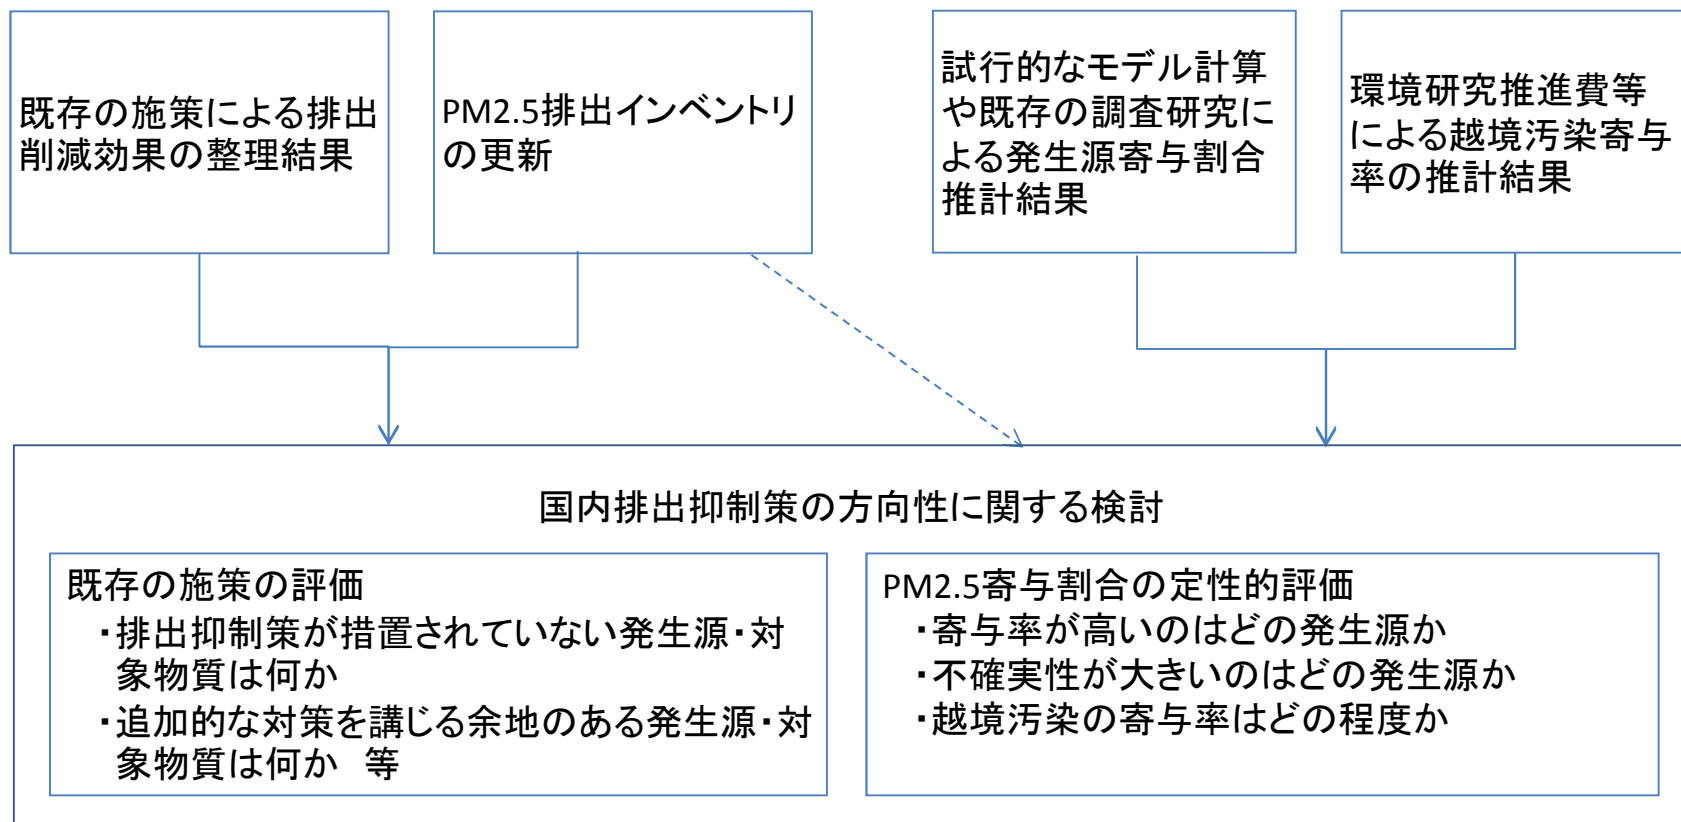 既存の施策による排出
削減効果の整理結果
PM2.5排出インベントリ
の更新
試行的なモデル計算
や既存の調査研究に
よる発生源寄与割合
推計結果
環境研究推進費等
による越境汚染寄与
率の推計結果
国内排出抑制策の方向性に関する検討
既存の施策の評価
・排出抑制策が措置されていない発生源・対
象物質は何か
・追加的な対策を講じる余地のある発生源・対
象物質は何か　等
PM2.5寄与割合の定性的評価
・寄与率が高いのはどの発生源か
・不確実性が大きいのはどの発生源か
・越境汚染の寄与率はどの程度か